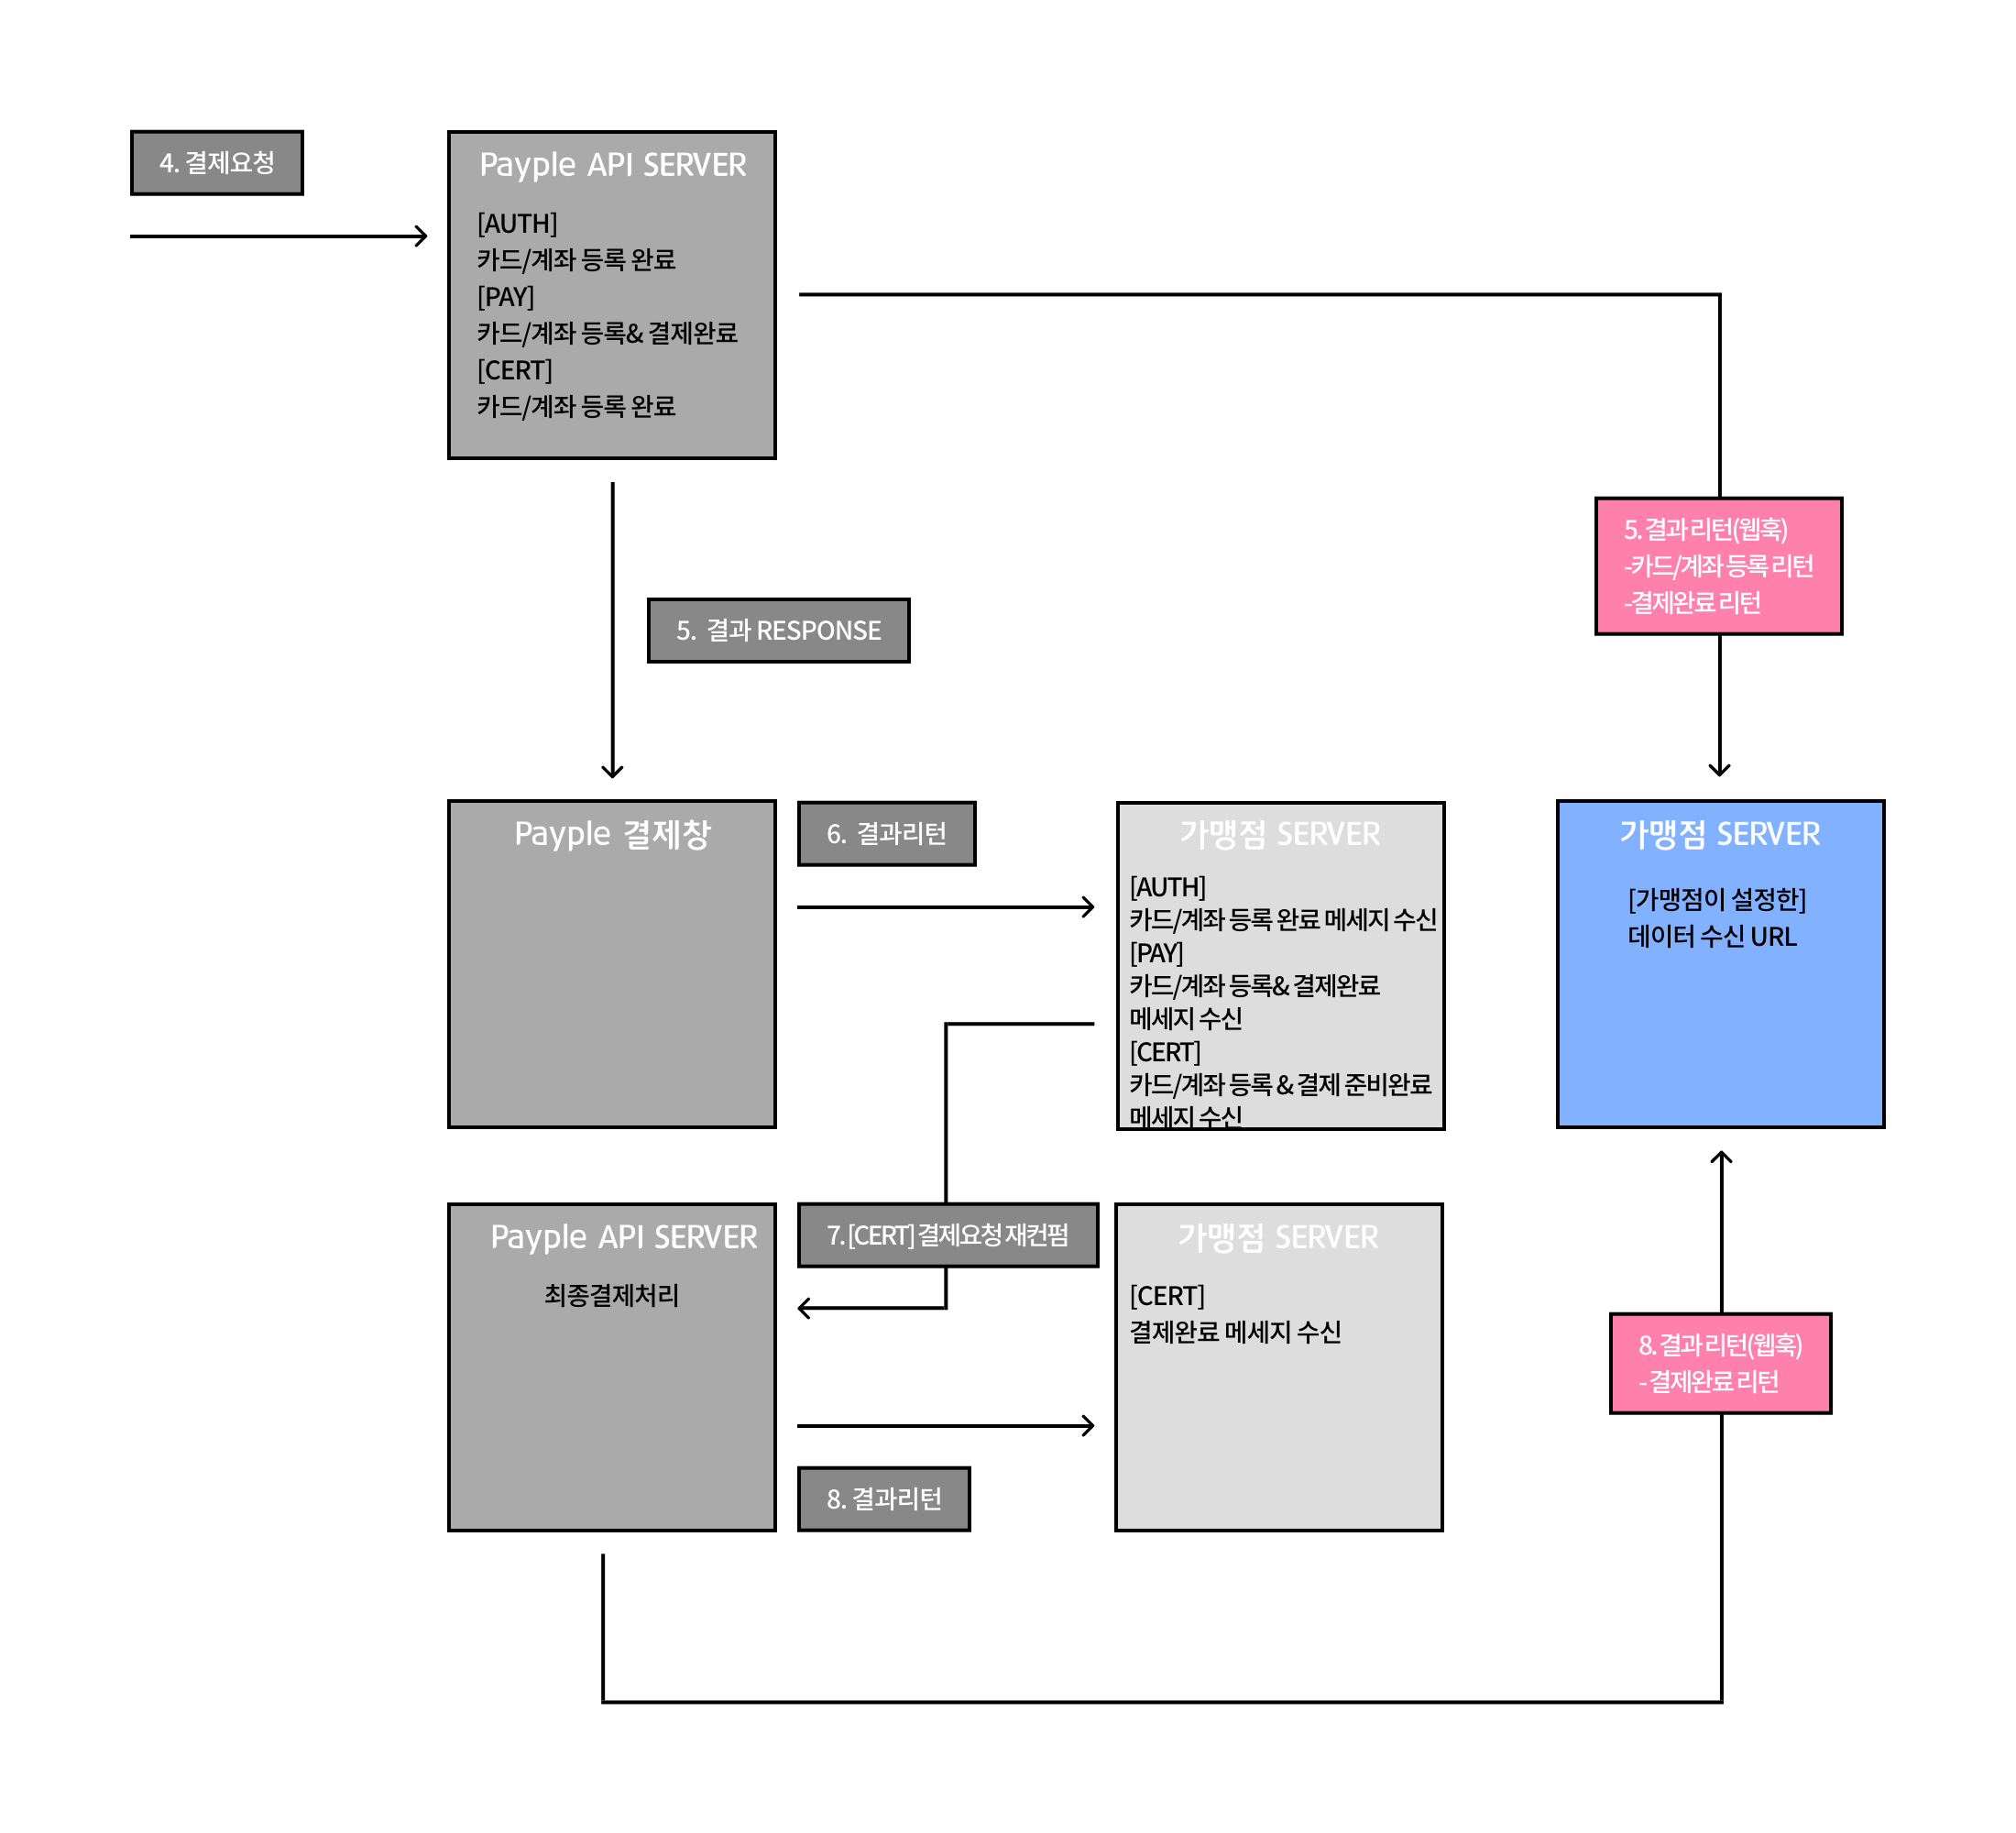 4. 결제요청
Payple API SERVER
[AUTH]
카드/계좌 등록 완료
[PAY]
카드/계좌 등록& 결제완료
[CERT]
카드/계좌 등록 완료
5. 결과 리턴(웹훅)
-카드/계좌 등록 리턴
-결제완료 리턴
5. 결과 RESPONSE
Payple 결제창
6. 결과리턴
가맹점 SERVER
[AUTH]
카드/계좌 등록 완료 메세지 수신
[PAY]
카드/계좌 등록& 결제완료
메세지 수신
[CERT]
카드/계좌 등록 & 결제 준비완료
메세지 수신
가맹점 SERVER
[가맹점이 설정한]
데이터 수신 URL
Payple API SERVER
최종결제처리
7. [CERT] 결제요청 재컨펌
가맹점 SERVER
[CERT]
결제완료 메세지 수신
8. 결과리턴
8. 결과 리턴(웹훅)
- 결제완료 리턴